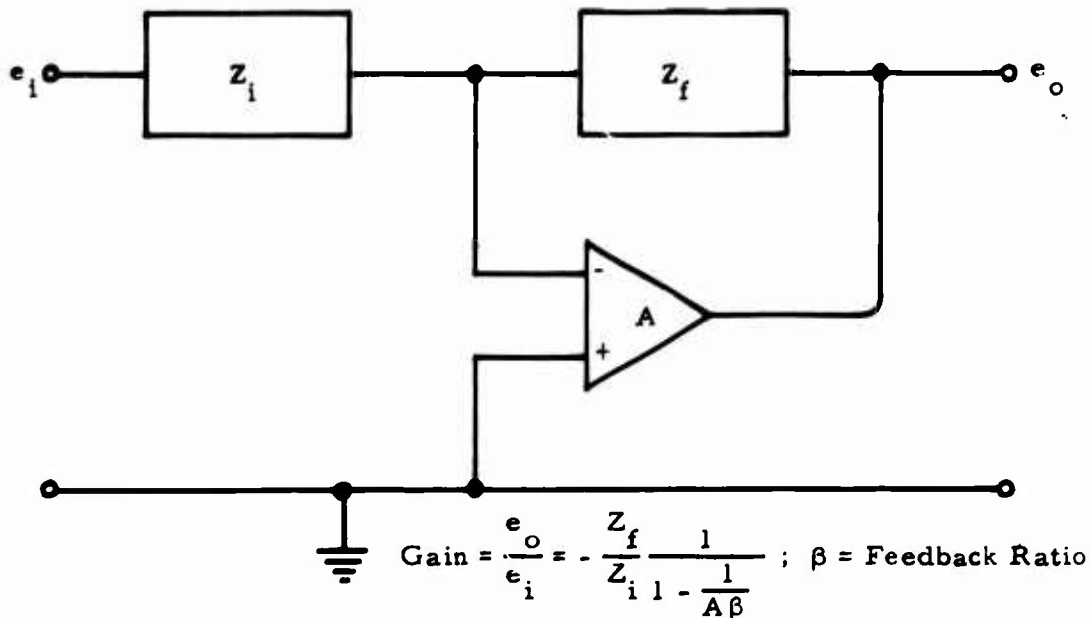 e_i
Z_i
Z_f
e_o
-
A
+
Gain = e_o/e_i = - Z_f/Z_i 1/(1 - 1/(Aβ)) ; β = Feedback Ratio